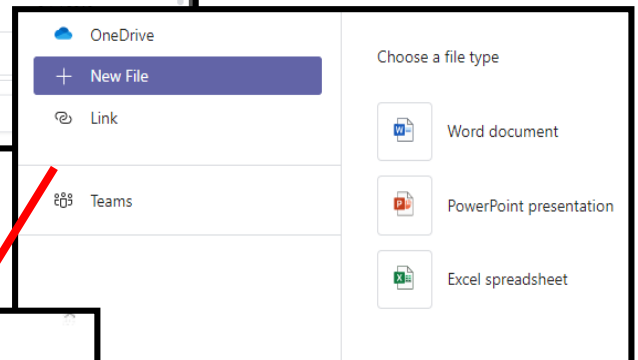 OneDrive
New File
Link
Teams
Choose a file type
Word document
PowerPoint presentation
Excel spreadsheet